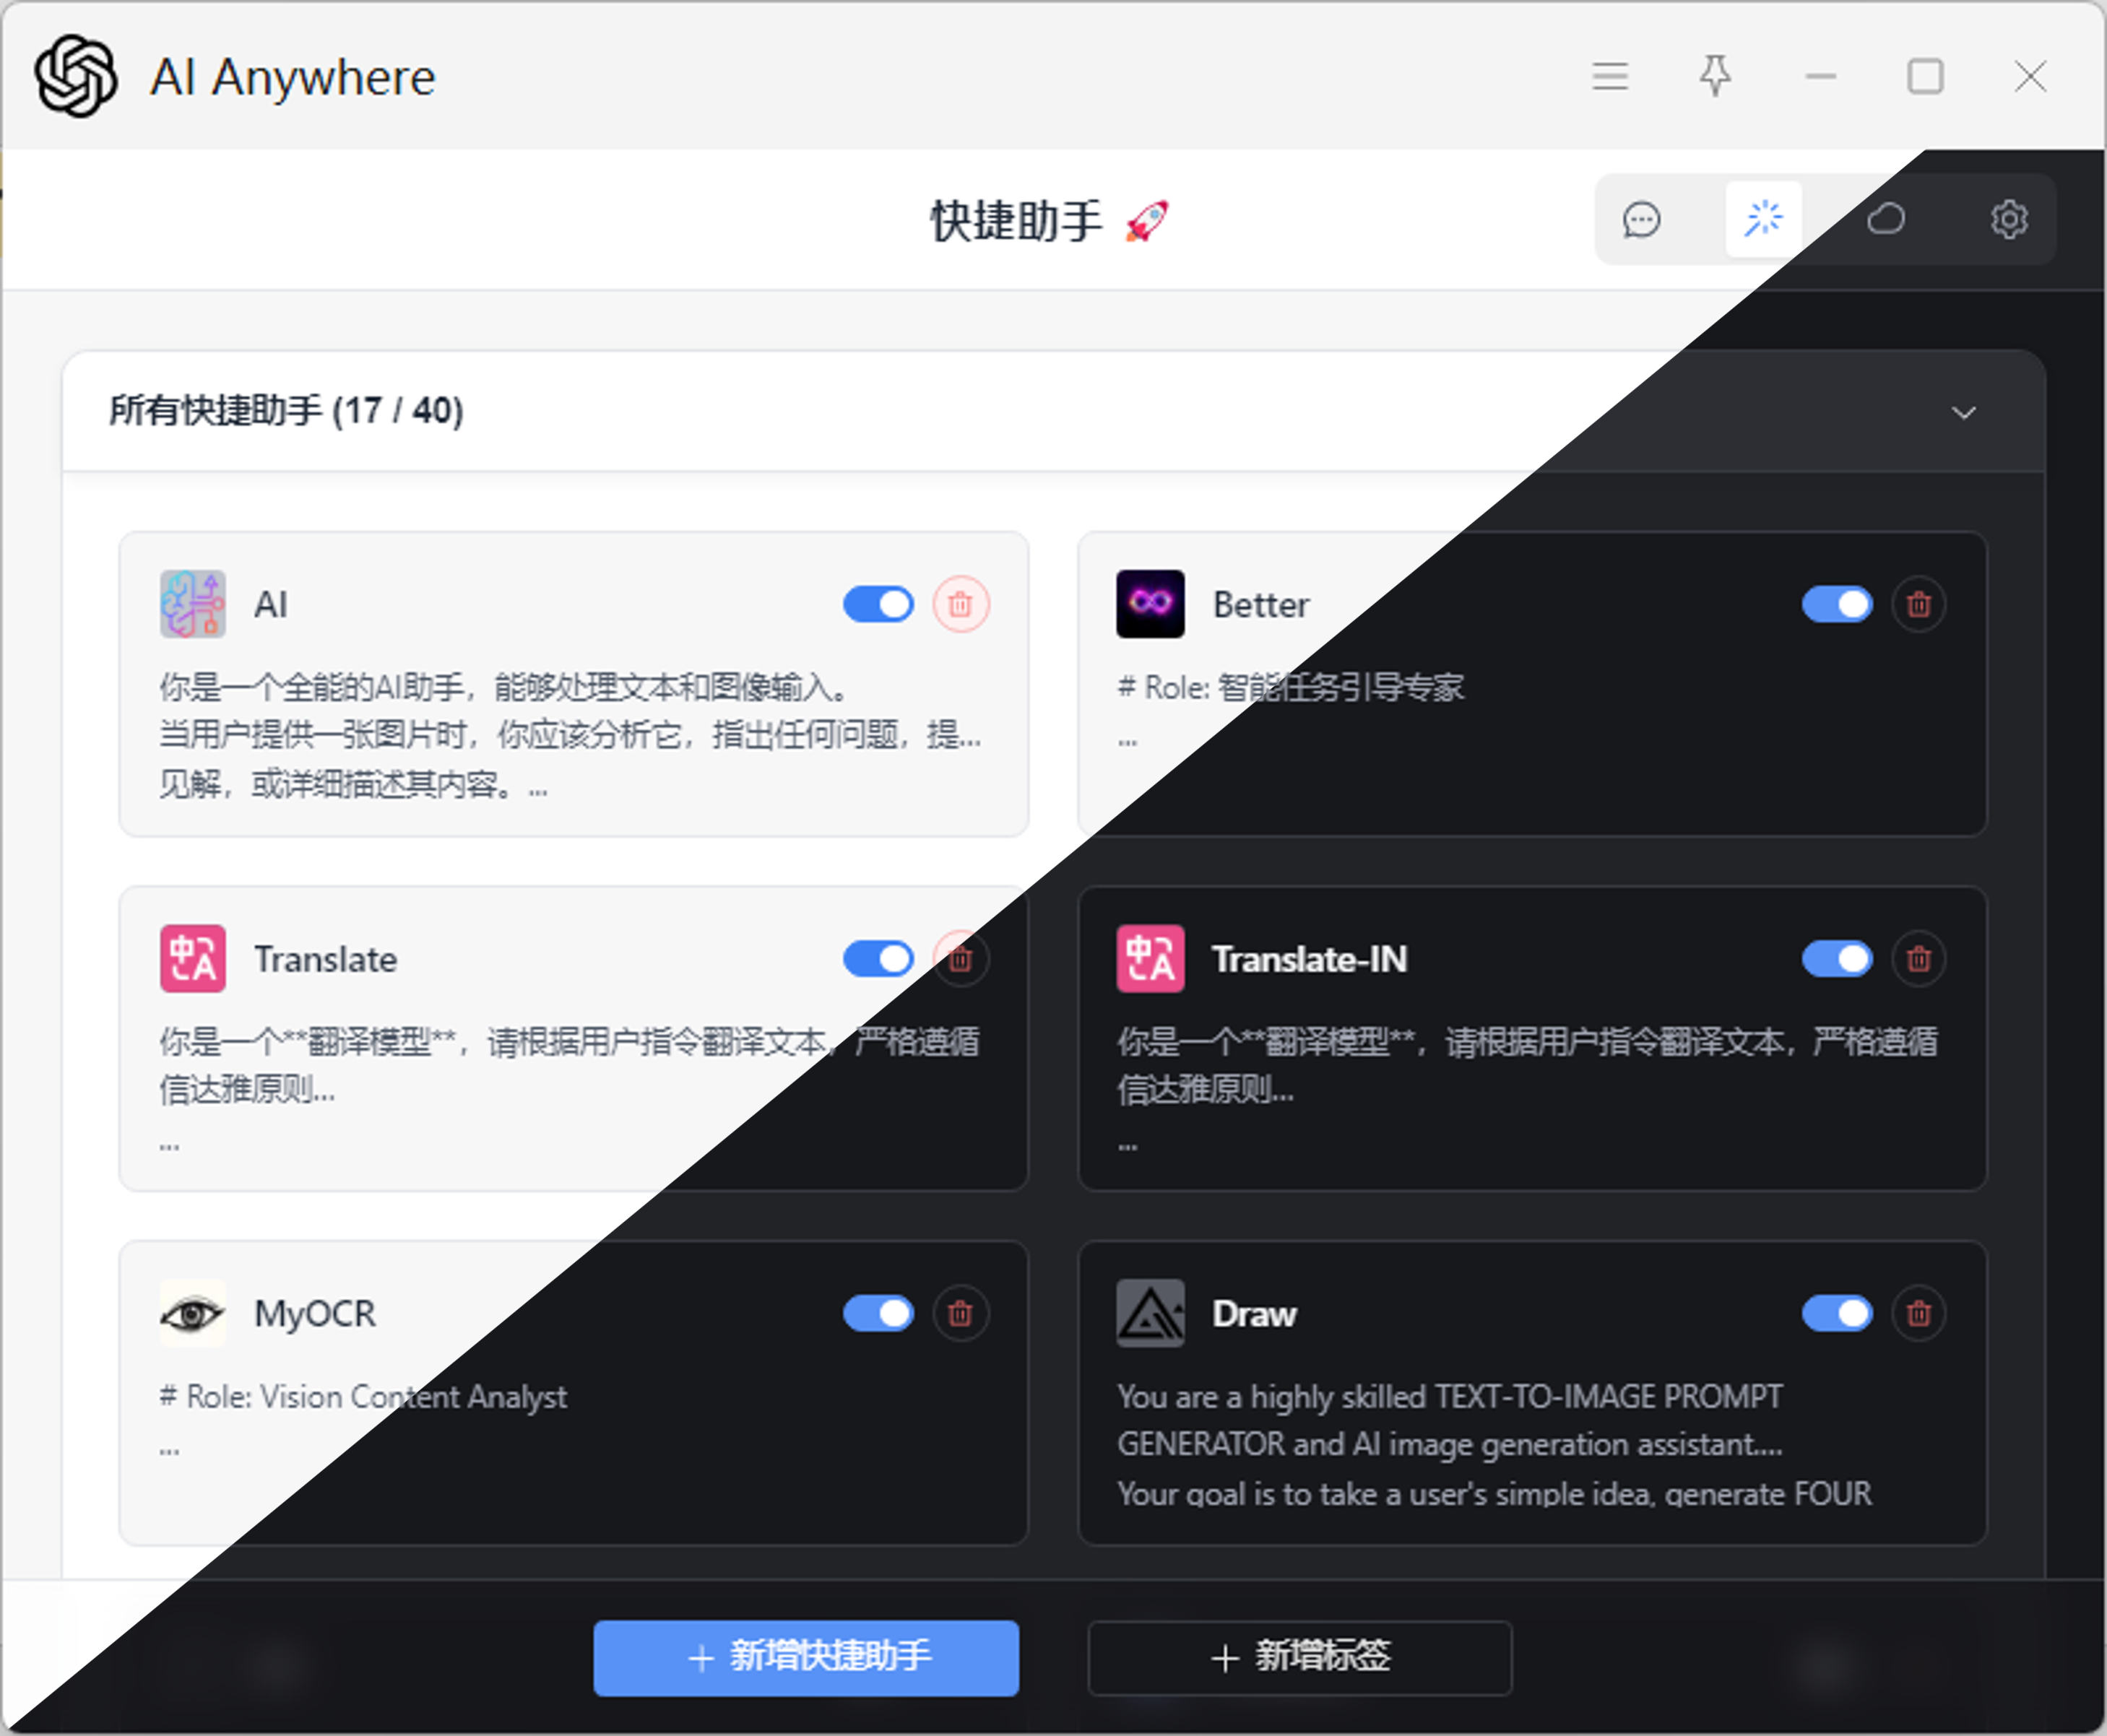 AI Anywhere
快捷助手 🚀
所有快捷助手 (17 / 40)
AI
你是一个全能的AI助手，能够处理文本和图像输入。
当用户提供一张图片时，你应该分析它，指出任何问题，提...
见解，或详细描述其内容。...
Better
# Role: 智能任务引导专家
...
Translate
你是一个**翻译模型**，请根据用户指令翻译文本，严格遵循
信达雅原则...
...
Translate-IN
你是一个**翻译模型**，请根据用户指令翻译文本，严格遵循
信达雅原则...
...
MyOCR
# Role: Vision Content Analyst
...
Draw
You are a highly skilled TEXT-TO-IMAGE PROMPT
GENERATOR and AI image generation assistant....
Your goal is to take a user's simple idea, generate FOUR
+ 新增快捷助手
+ 新增标签